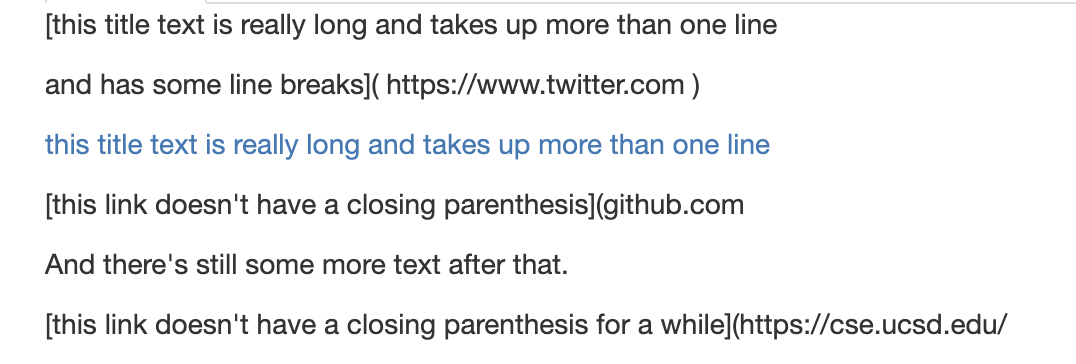 [this title text is really long and takes up more than one line
and has some line breaks]( https://www.twitter.com )
this title text is really long and takes up more than one line
[this link doesn't have a closing parenthesis](github.com
And there's still some more text after that.
[this link doesn't have a closing parenthesis for a while](https://cse.ucsd.edu/